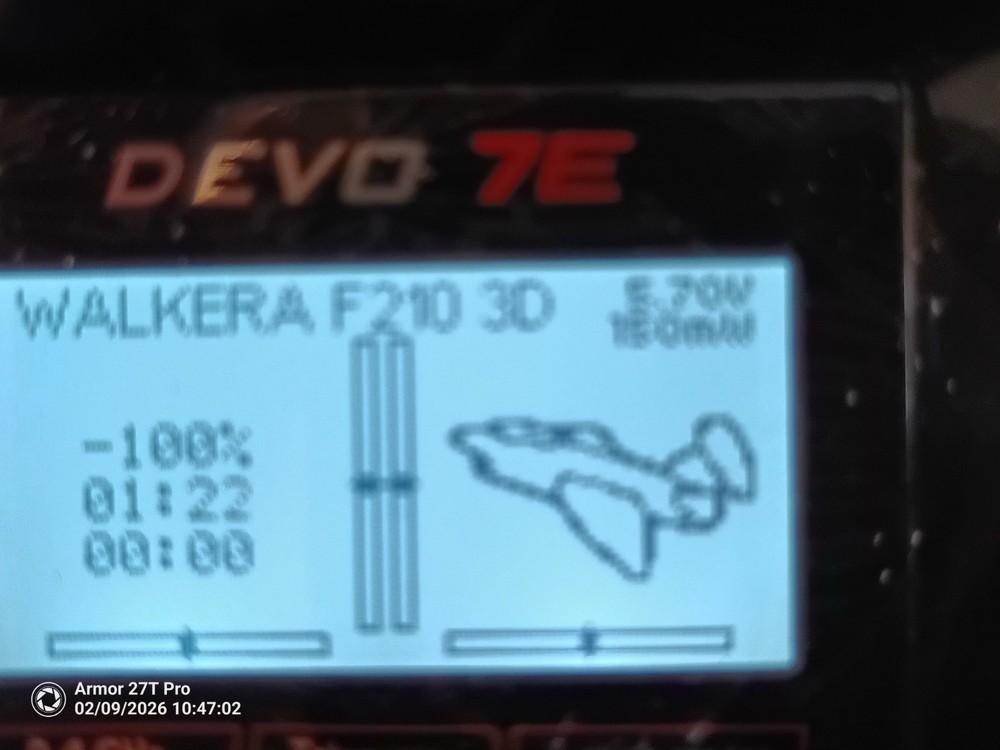 DEVO 7E
WALKERA F210 3D
5.70V
150mW
-100%
01:22
00:00
Armor 27T Pro
02/09/2026 10:47:02